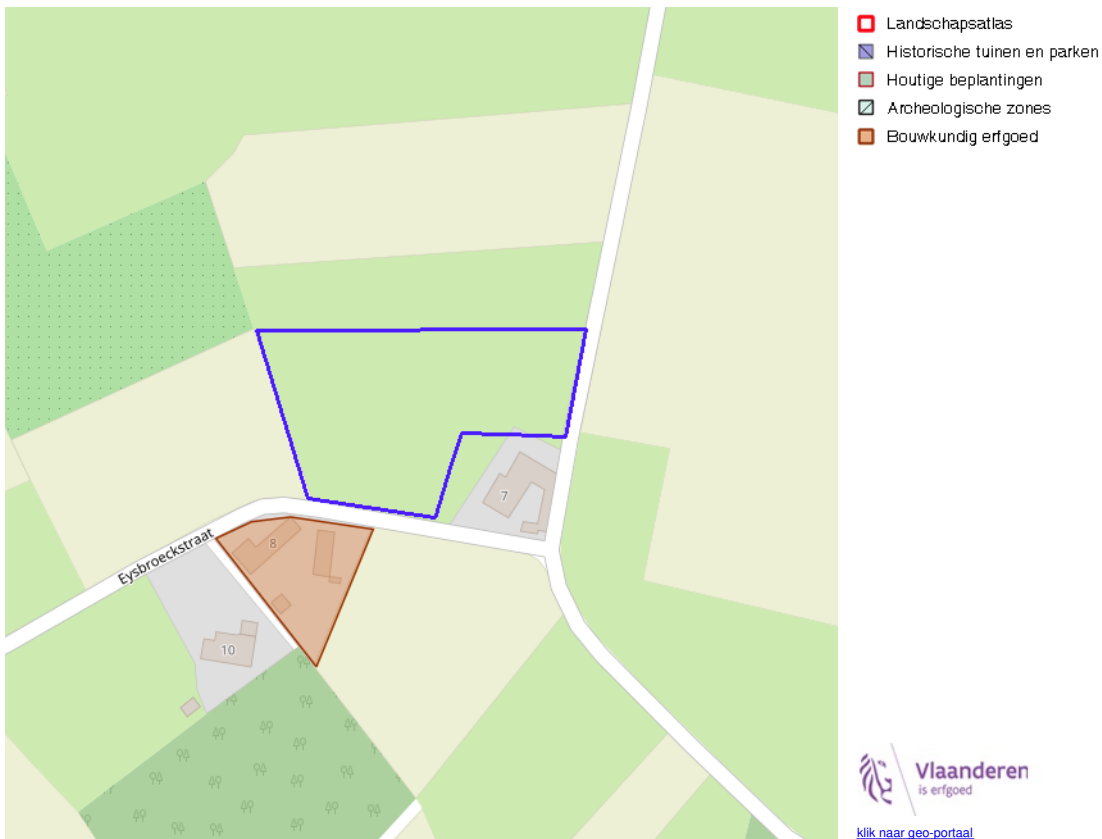 Landschapsatlas
Historische tuinen en parken
Houtige beplantingen
Archeologische zones
Bouwkundig erfgoed
7
8
Eysbroeckstraat
10
Vlaanderen
is erfgoed
klik naar geo-portaal